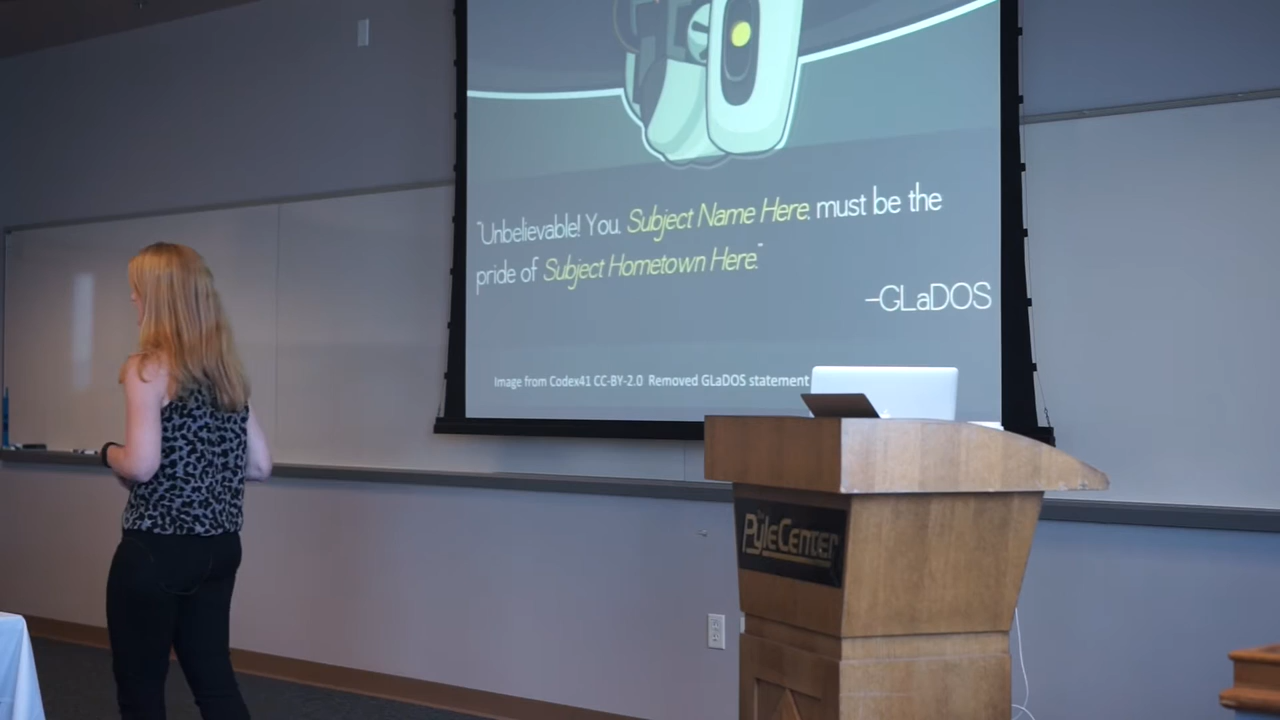 "Unbelievable! You, Subject Name Here, must be the
pride of Subject Hometown Here."
-GLaDOS
Image from Codex41 CC-BY-2.0 Removed GLaDOS statement
The
PyleCenter